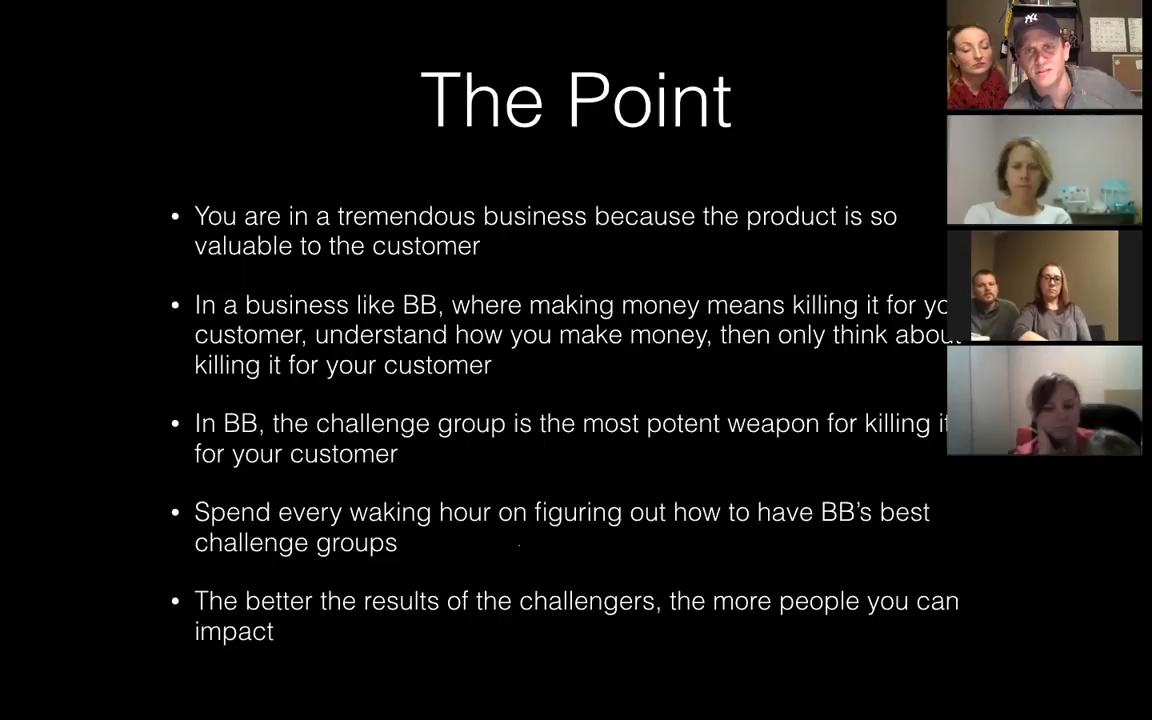 The Point
• You are in a tremendous business because the product is so
valuable to the customer
• In a business like BB, where making money means killing it for yo
customer, understand how you make money, then only think about
killing it for your customer
• In BB, the challenge group is the most potent weapon for killing it
for your customer
• Spend every waking hour on figuring out how to have BB’s best
challenge groups
• The better the results of the challengers, the more people you can
impact